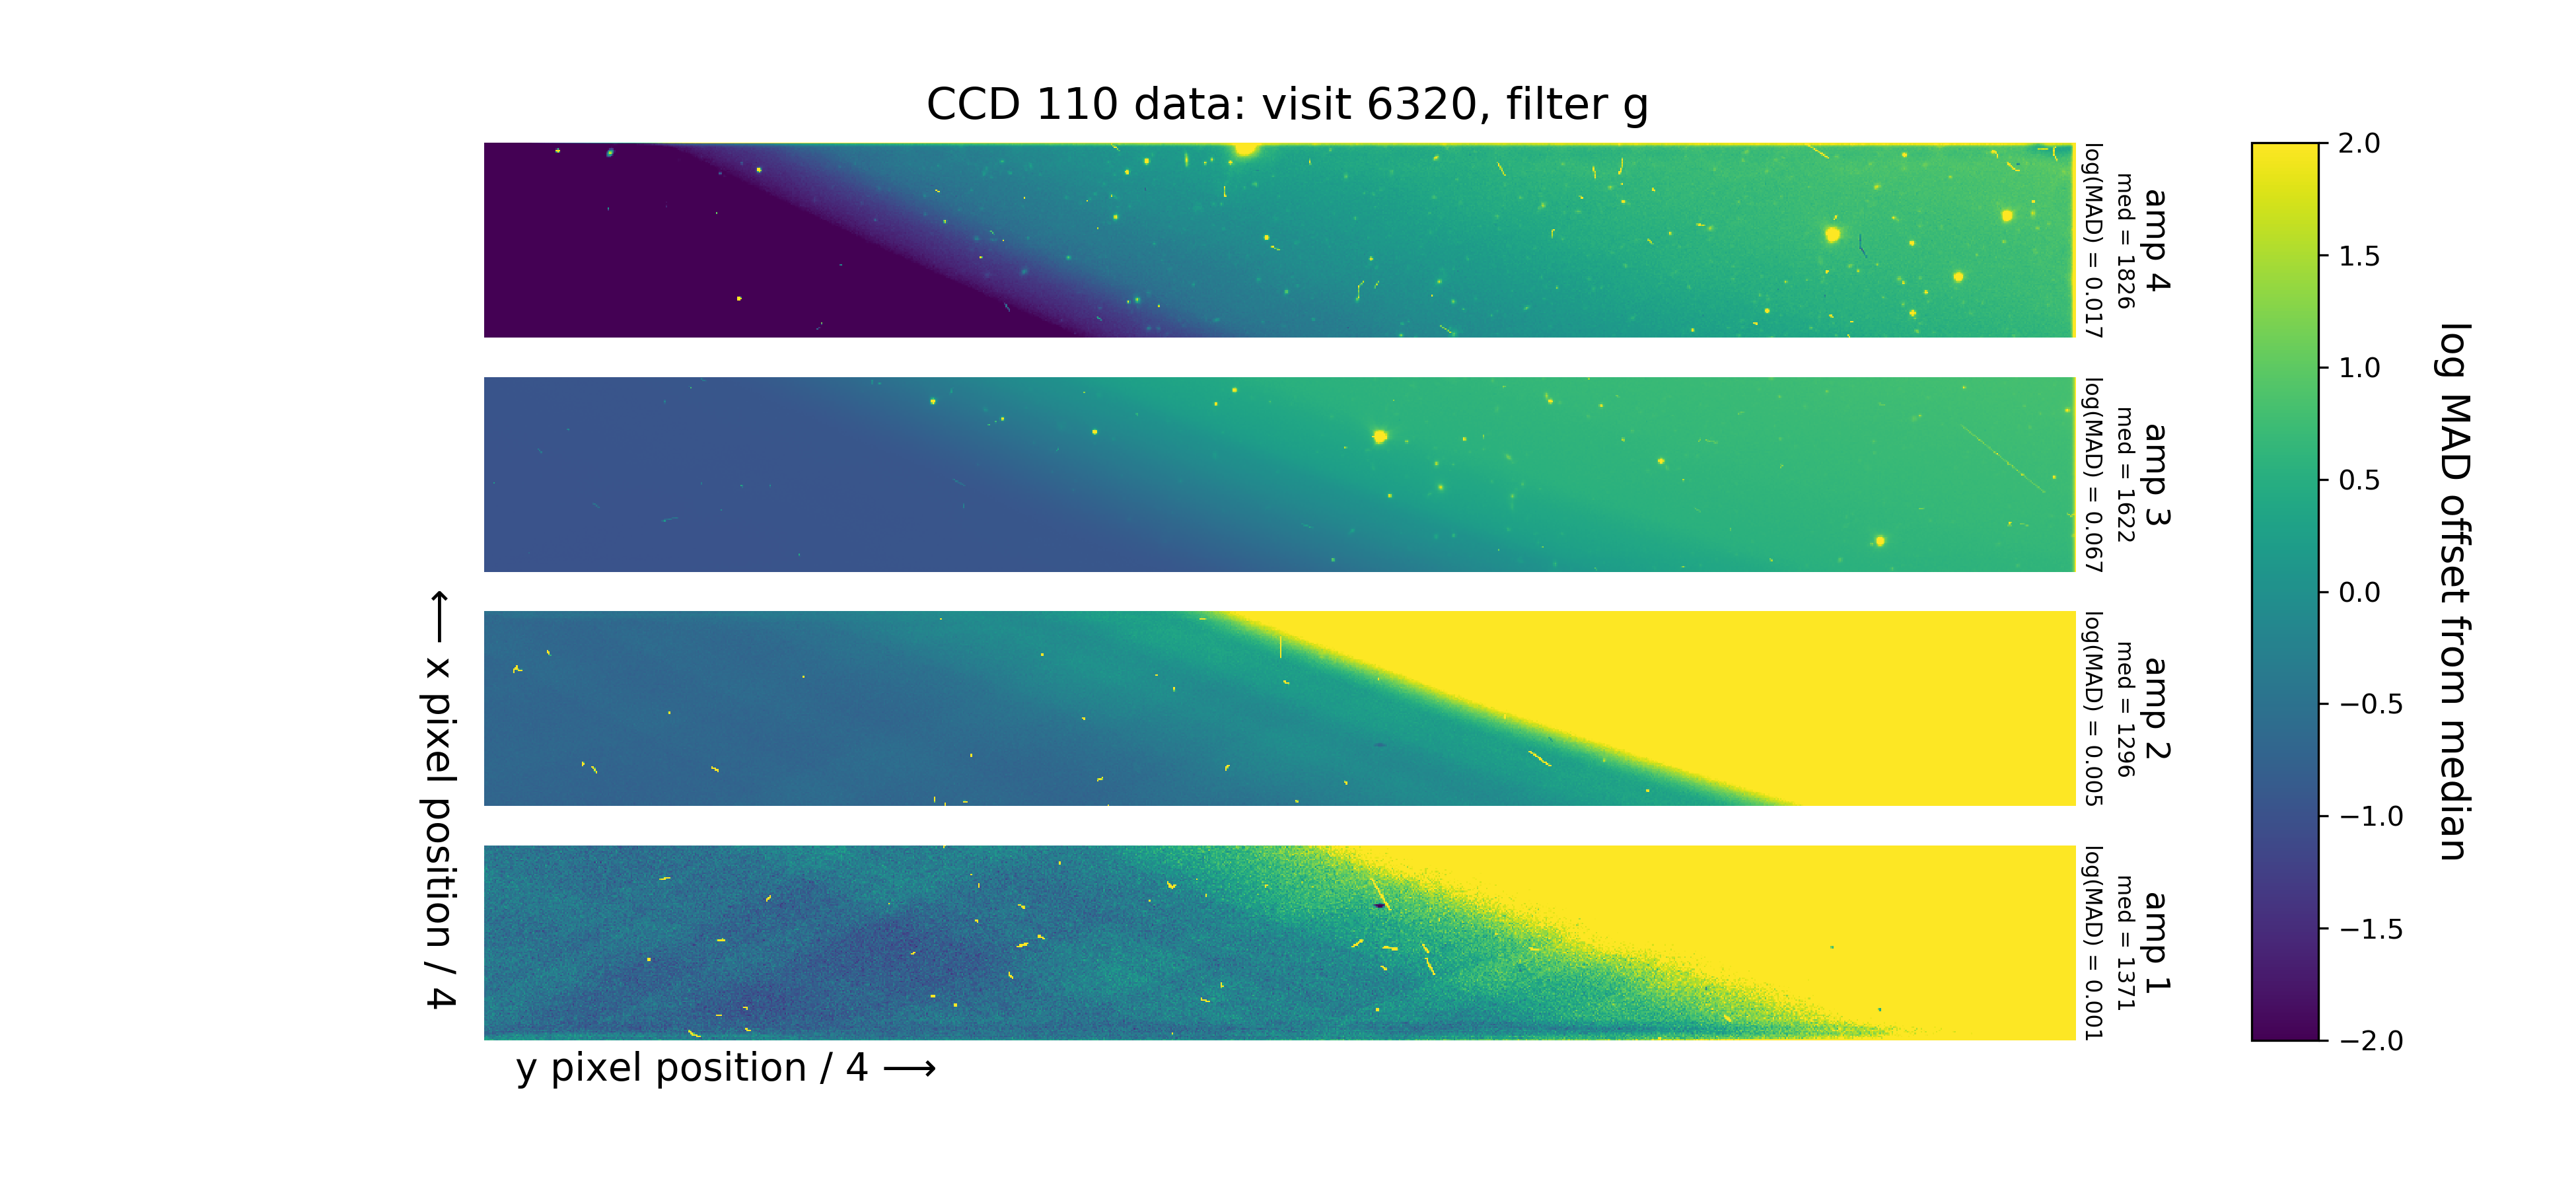 CCD 110 data: visit 6320, filter g
amp 4
med = 1826
log(MAD) = 0.017
amp 3
med = 1622
log(MAD) = 0.067
amp 2
med = 1296
log(MAD) = 0.005
amp 1
med = 1371
log(MAD) = 0.001
⟵ x pixel position / 4
y pixel position / 4 ⟶
2.0
1.5
1.0
0.5
0.0
−0.5
−1.0
−1.5
−2.0
log MAD offset from median